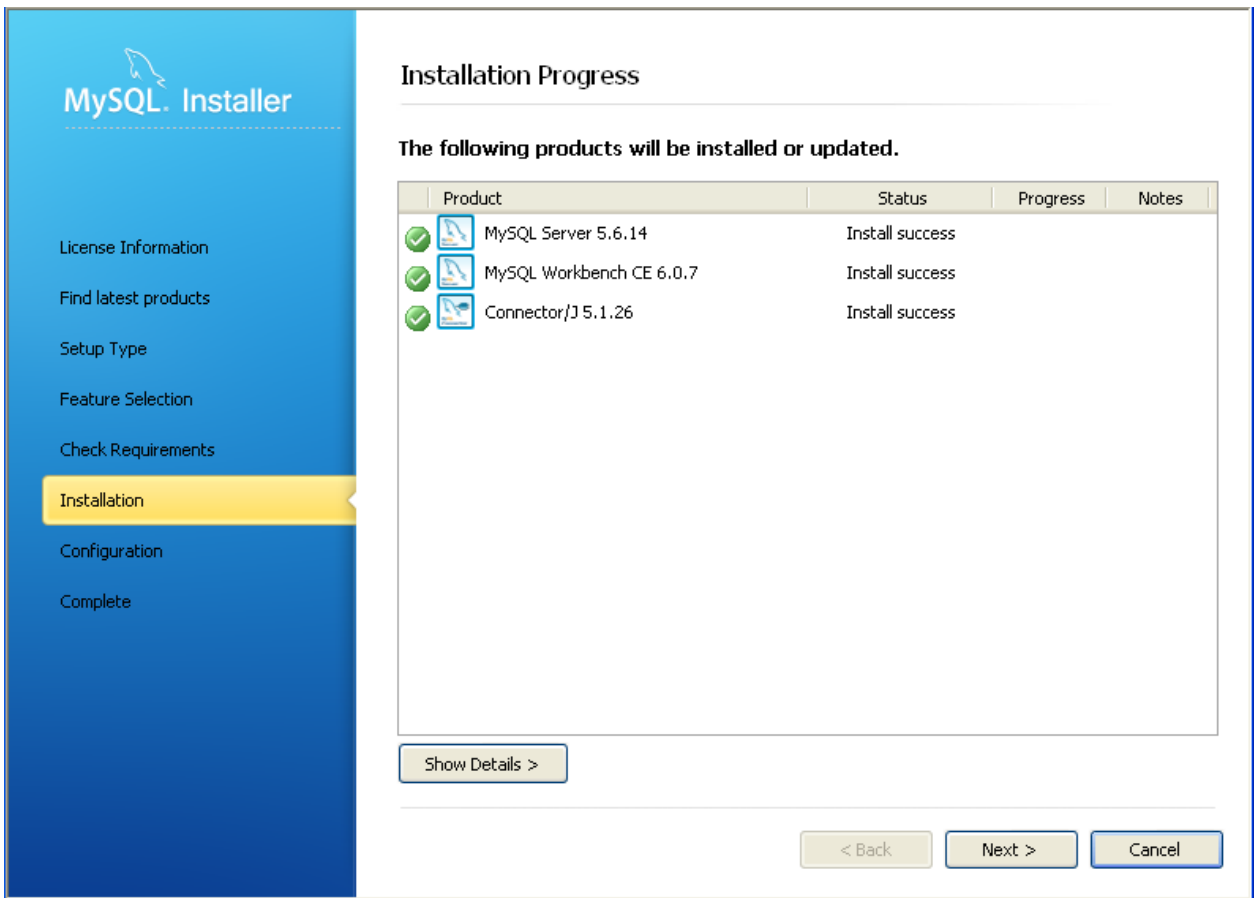 MySQL. Installer
License Information
Find latest products
Setup Type
Feature Selection
Check Requirements
Installation
Configuration
Complete
Installation Progress
The following products will be installed or updated.
Product Status Progress Notes
MySQL Server 5.6.14 Install success
MySQL Workbench CE 6.0.7 Install success
Connector/J 5.1.26 Install success
Show Details >
< Back Next > Cancel